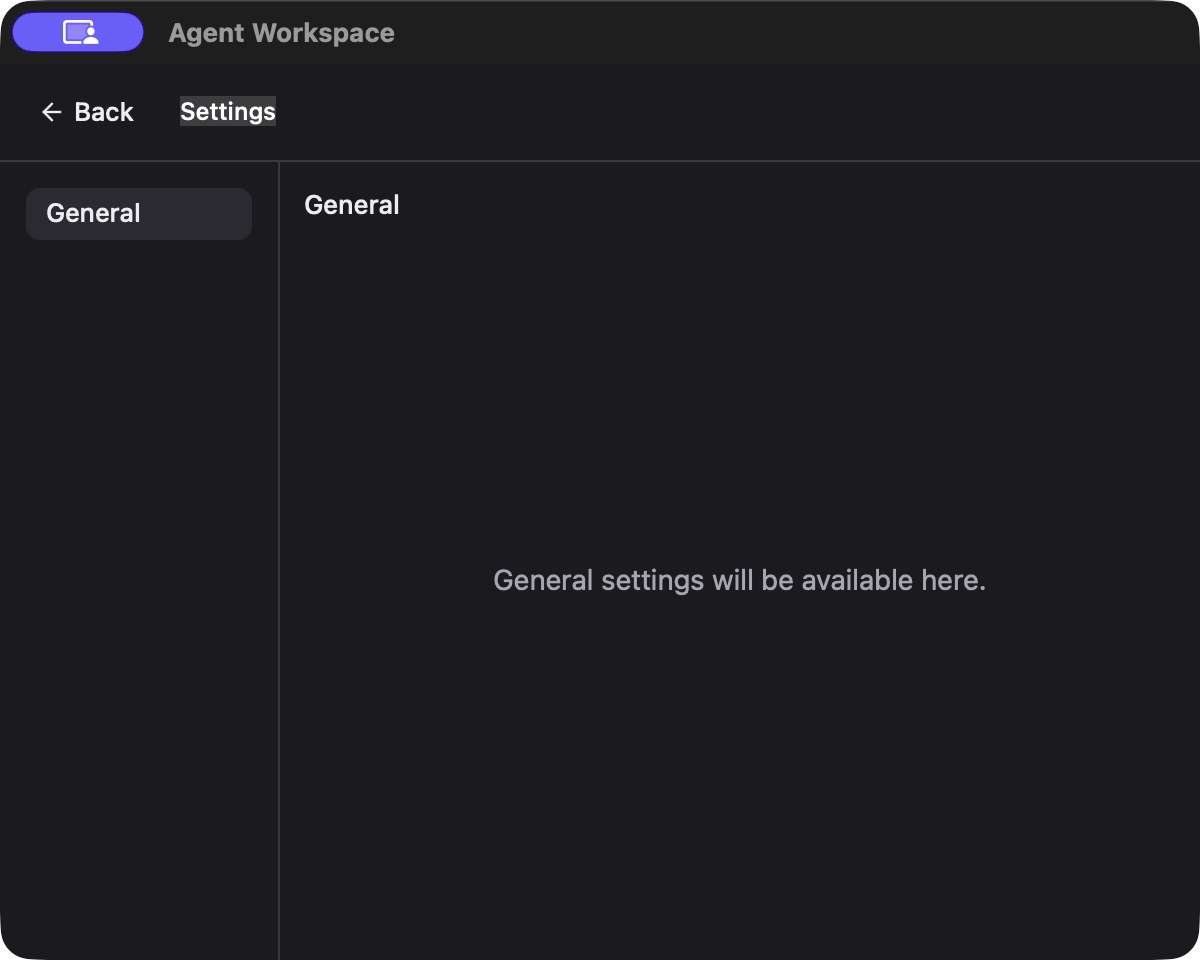 Agent Workspace
Back Settings
General
General
General settings will be available here.